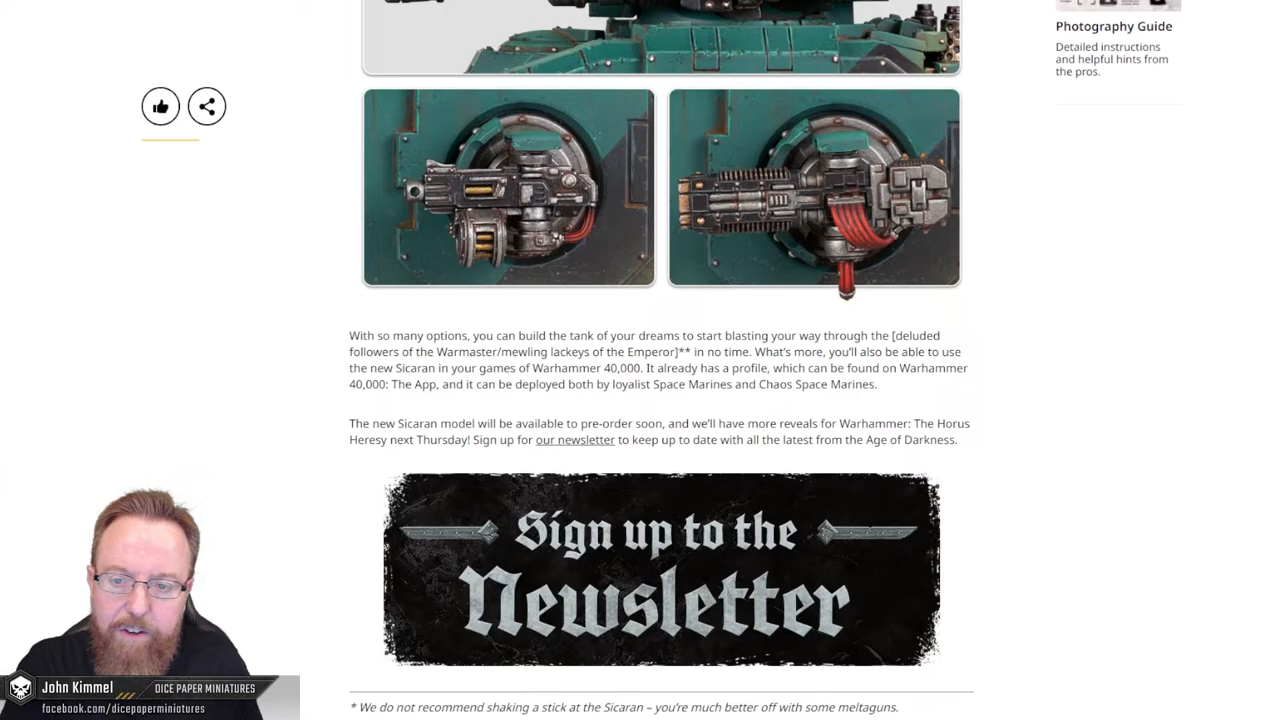 Photography Guide
Detailed instructions
and helpful hints from
the pros.
With so many options, you can build the tank of your dreams to start blasting your way through the [deluded
followers of the Warmaster/mewling lackeys of the Emperor]** in no time. What’s more, you’ll also be able to use
the new Sicaran in your games of Warhammer 40,000. It already has a profile, which can be found on Warhammer
40,000: The App, and it can be deployed both by loyalist Space Marines and Chaos Space Marines.
The new Sicaran model will be available to pre-order soon, and we’ll have more reveals for Warhammer: The Horus
Heresy next Thursday! Sign up for our newsletter to keep up to date with all the latest from the Age of Darkness.
Sign up to the
Newsletter
* We do not recommend shaking a stick at the Sicaran – you’re much better off with some meltaguns.
John Kimmel /// DICE PAPER MINIATURES
facebook.com/dicepaperminiatures